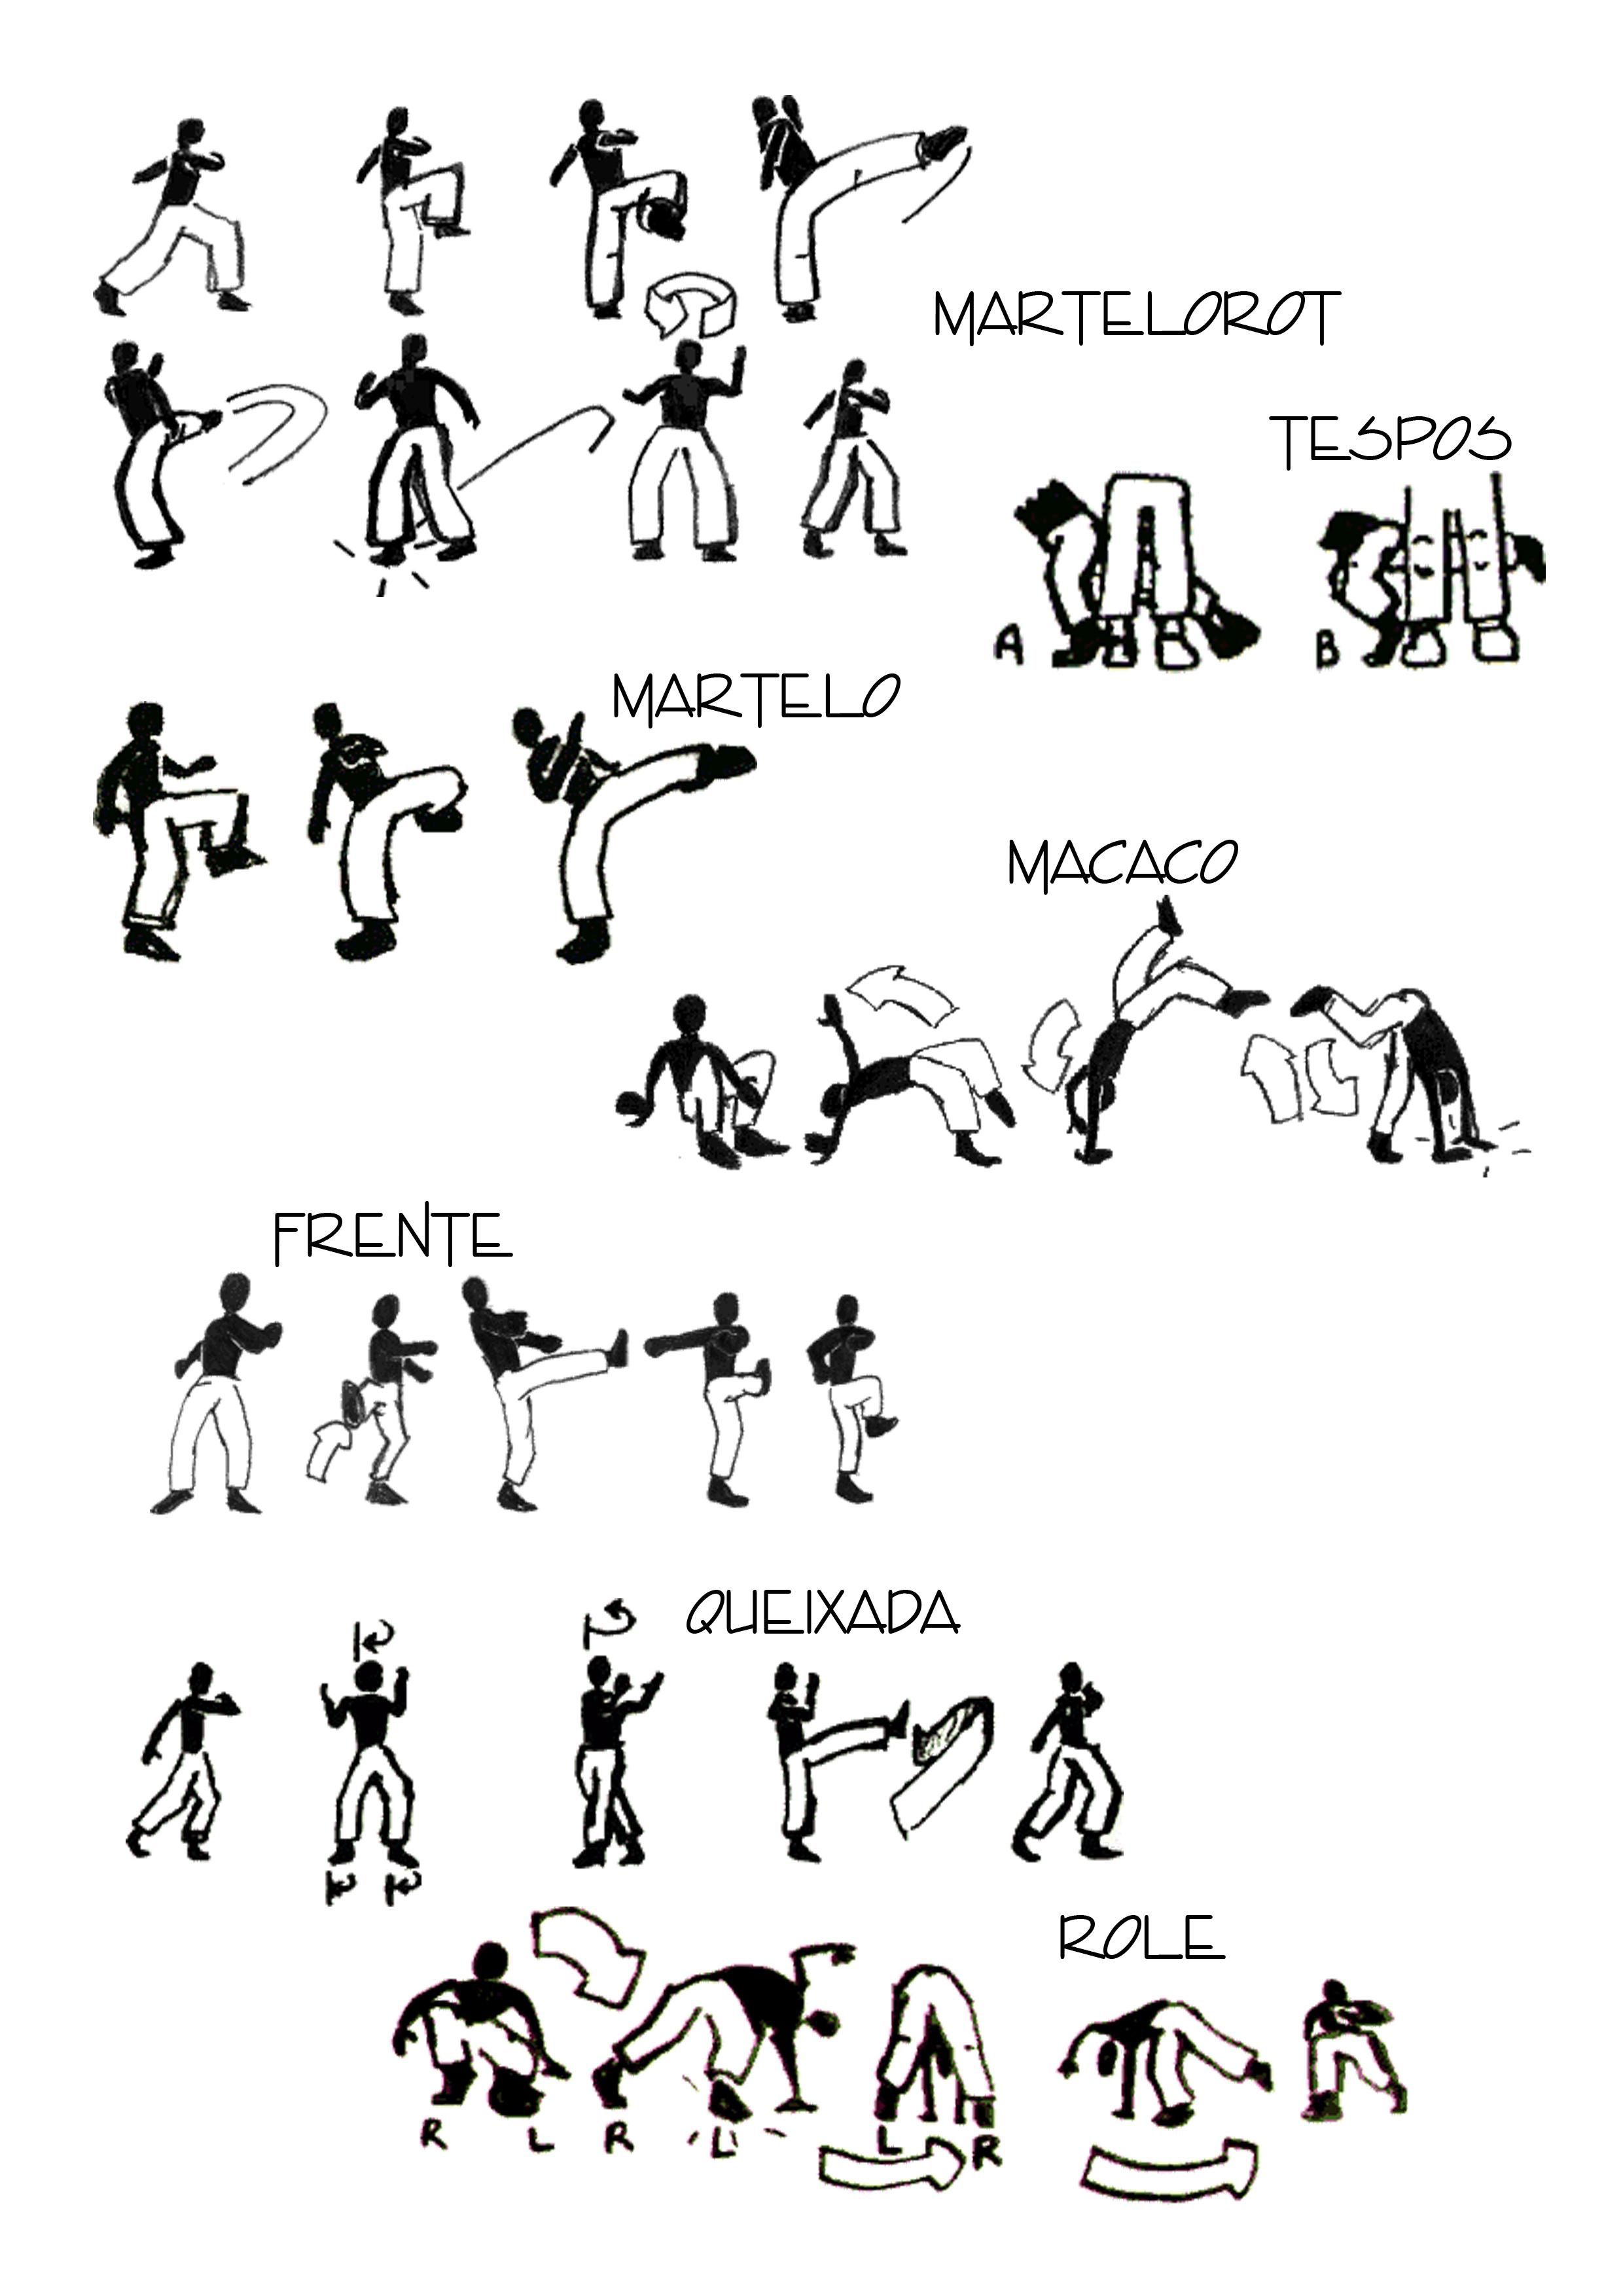 MARTELOROT
TESPOS
A B
MARTELO
MACACO
FRENTE
QUEIXADA
ROLE
R L R L L R